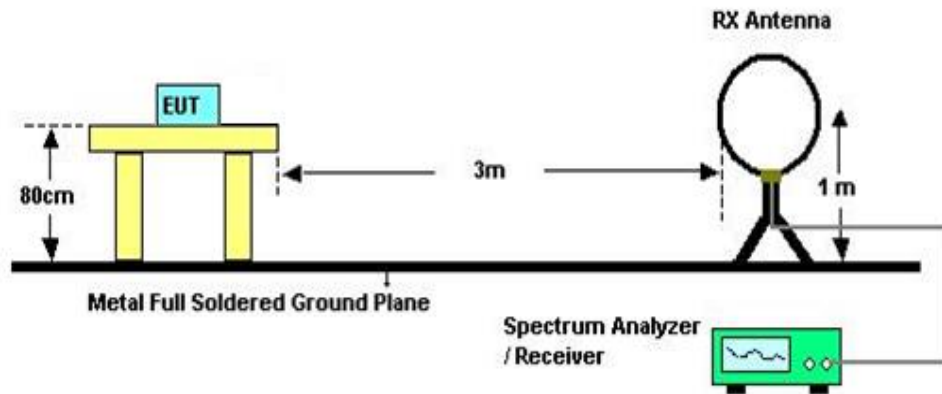 RX Antenna
EUT
3m
80cm
1 m
Metal Full Soldered Ground Plane
Spectrum Analyzer
/ Receiver